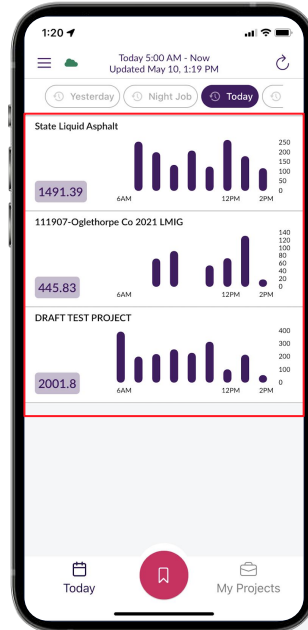 1:20
Today 5:00 AM - Now
Updated May 10, 1:19 PM
Yesterday
Night Job
Today
State Liquid Asphalt
250
200
150
100
50
0
1491.39
6AM
12PM
2PM
111907-Oglethorpe Co 2021 LMIG
140
120
100
80
60
40
20
0
445.83
6AM
12PM
2PM
DRAFT TEST PROJECT
400
300
200
100
0
2001.8
6AM
12PM
2PM
Today
My Projects